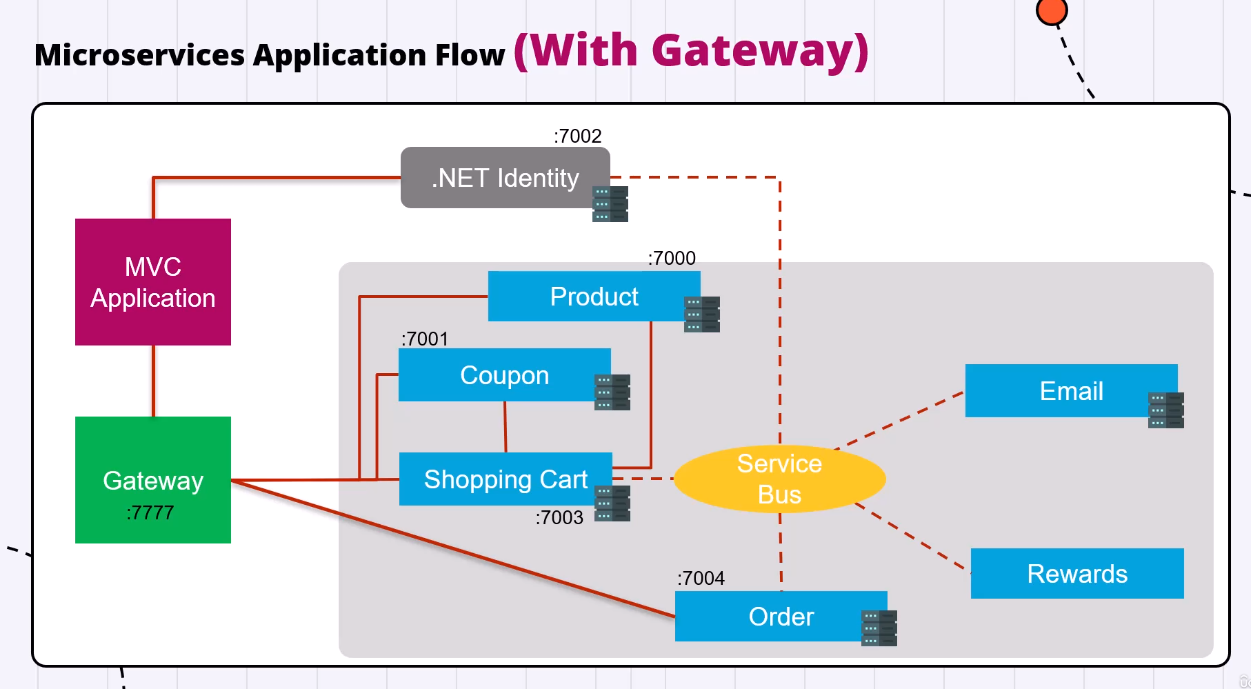 Microservices Application Flow (With Gateway)
:7002
.NET Identity
:7000
MVC
Application
Product
:7001
Coupon
Email
Gateway
:7777
Shopping Cart
:7003
Service
Bus
:7004
Order
Rewards